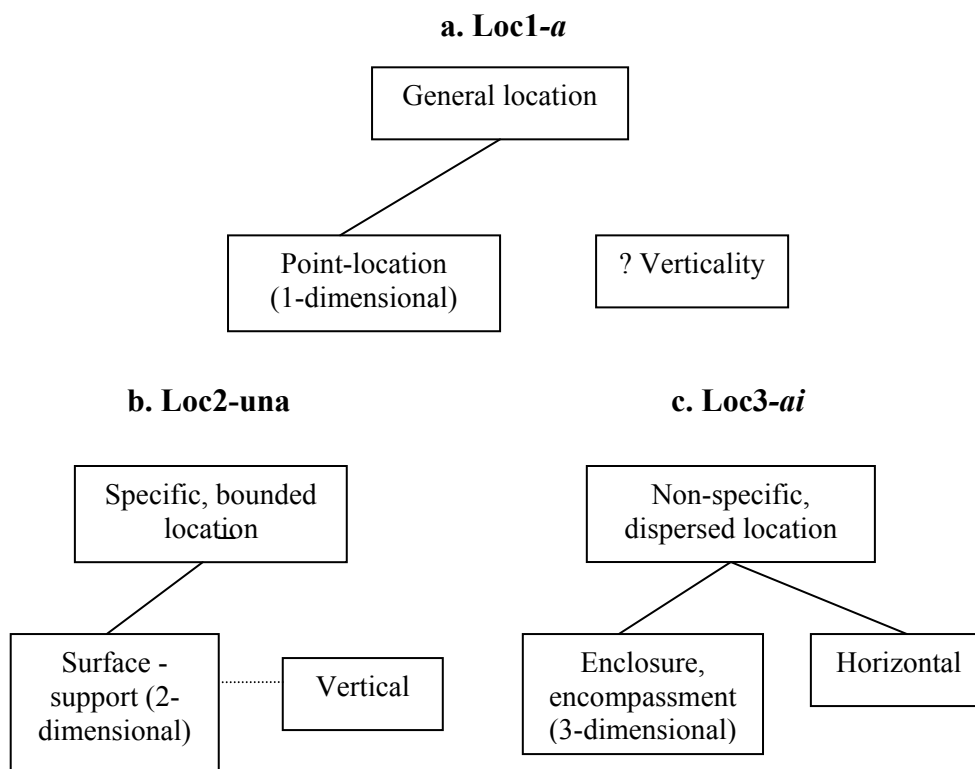 a. Loc1-a
General location
Point-location
(1-dimensional)
? Verticality
b. Loc2-una
Specific, bounded
location
Surface -
support (2-
dimensional)
Vertical
c. Loc3-ai
Non-specific,
dispersed location
Enclosure,
encompassment
(3-dimensional)
Horizontal